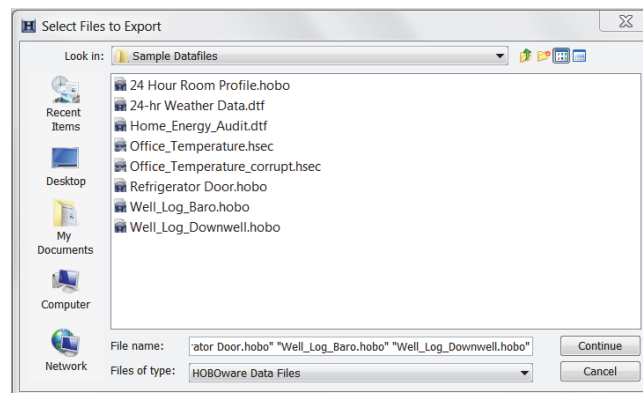 Select Files to Export
Look in: Sample Datafiles
Recent
Items
Desktop
My
Documents
Computer
Network
24 Hour Room Profile.hobo
24-hr Weather Data.dtf
Home_Energy_Audit.dtf
Office_Temperature.hsec
Office_Temperature_corrupt.hsec
Refrigerator Door.hobo
Well_Log_Baro.hobo
Well_Log_Downwell.hobo
File name: rator Door.hobo" "Well_Log_Baro.hobo" "Well_Log_Downwell.hobo" Continue
Files of type: HOBOware Data Files Cancel